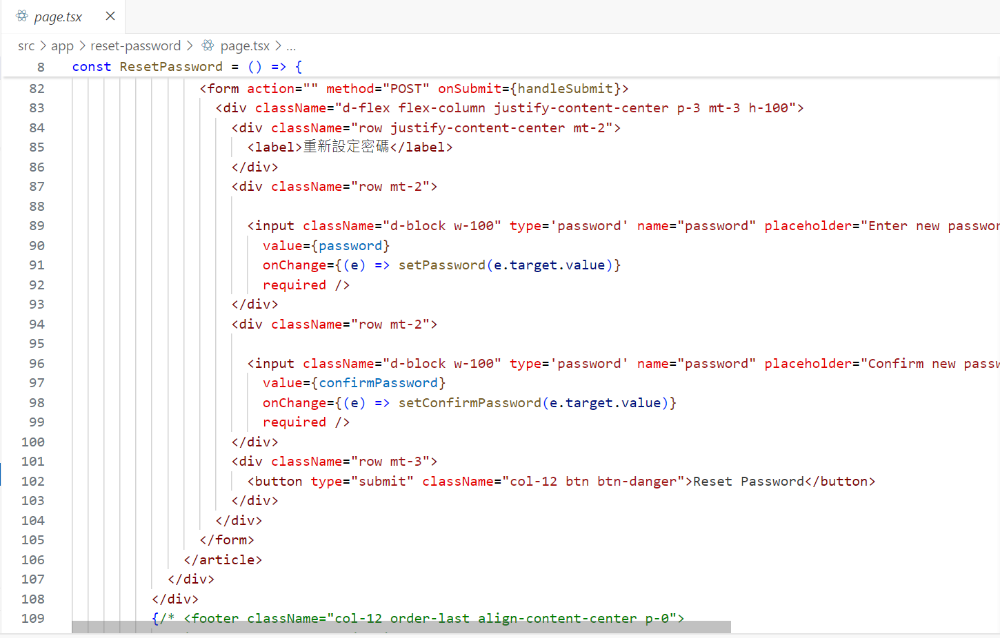 page.tsx
src > app > reset-password > page.tsx > ...
8 const ResetPassword = () => {
82 <form action="" method="POST" onSubmit={handleSubmit}>
83 <div className="d-flex flex-column justify-content-center p-3 mt-3 h-100">
84 <div className="row justify-content-center mt-2">
85 <label>重新設定密碼</label>
86 </div>
87 <div className="row mt-2">
88
89 <input className="d-block w-100" type='password' name="password" placeholder="Enter new passwor
90 value={password}
91 onChange={(e) => setPassword(e.target.value)}
92 required />
93 </div>
94 <div className="row mt-2">
95
96 <input className="d-block w-100" type='password' name="password" placeholder="Confirm new passw
97 value={confirmPassword}
98 onChange={(e) => setConfirmPassword(e.target.value)}
99 required />
100 </div>
101 <div className="row mt-3">
102 <button type="submit" className="col-12 btn btn-danger">Reset Password</button>
103 </div>
104 </div>
105 </form>
106 </article>
107 </div>
108 </div>
109 {/* <footer className="col-12 order-last align-content-center p-0">